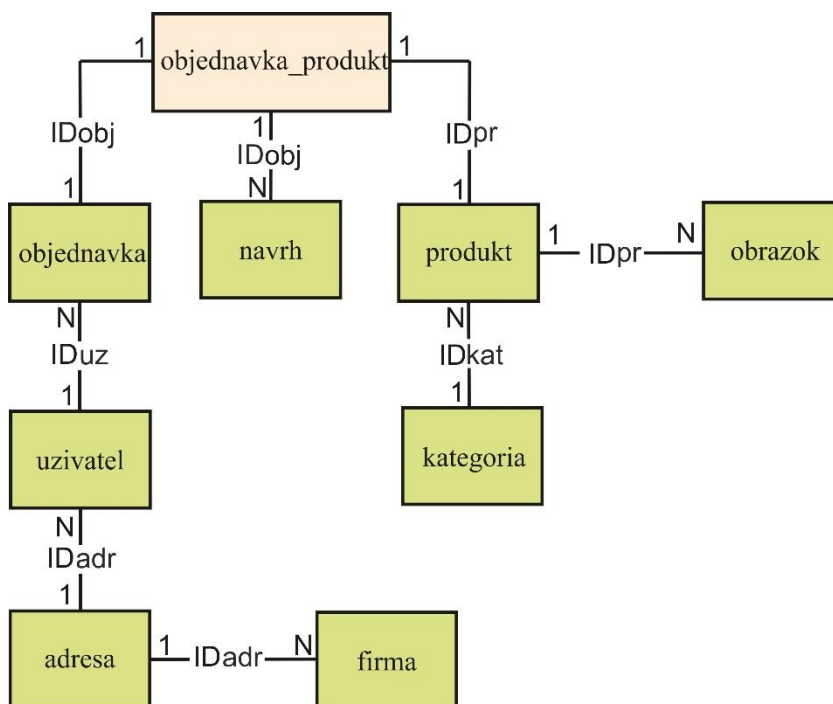 1
objednavka_produkt
1
IDobj
1
IDobj
IDpr
1
N
1
objednavka
navrh
produkt
1
IDpr
N
obrazok
N
IDuz
1
N
IDkat
1
uzivatel
kategoria
N
IDadr
1
adresa
1
IDadr
N
firma